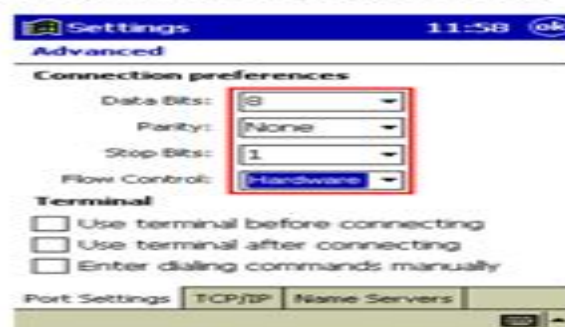 Settings 11:58 ok
Advanced
Connection preferences
Data Bits: 8
Parity: None
Stop Bits: 1
Flow Control: Hardware
Terminal
Use terminal before connecting
Use terminal after connecting
Enter dialing commands manually
Port Settings TCP/IP Name Servers